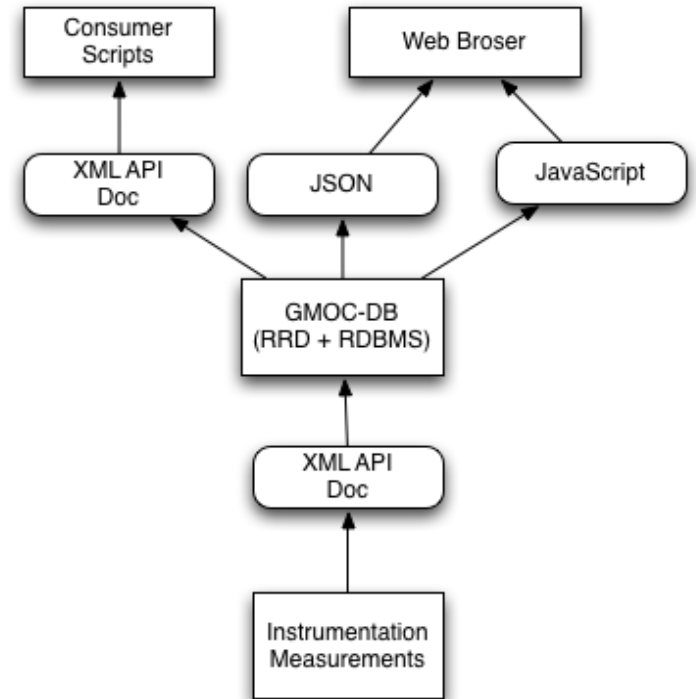 Consumer
Scripts
Web Broser
XML API
Doc
JSON
JavaScript
GMOC-DB
(RRD + RDBMS)
XML API
Doc
Instrumentation
Measurements